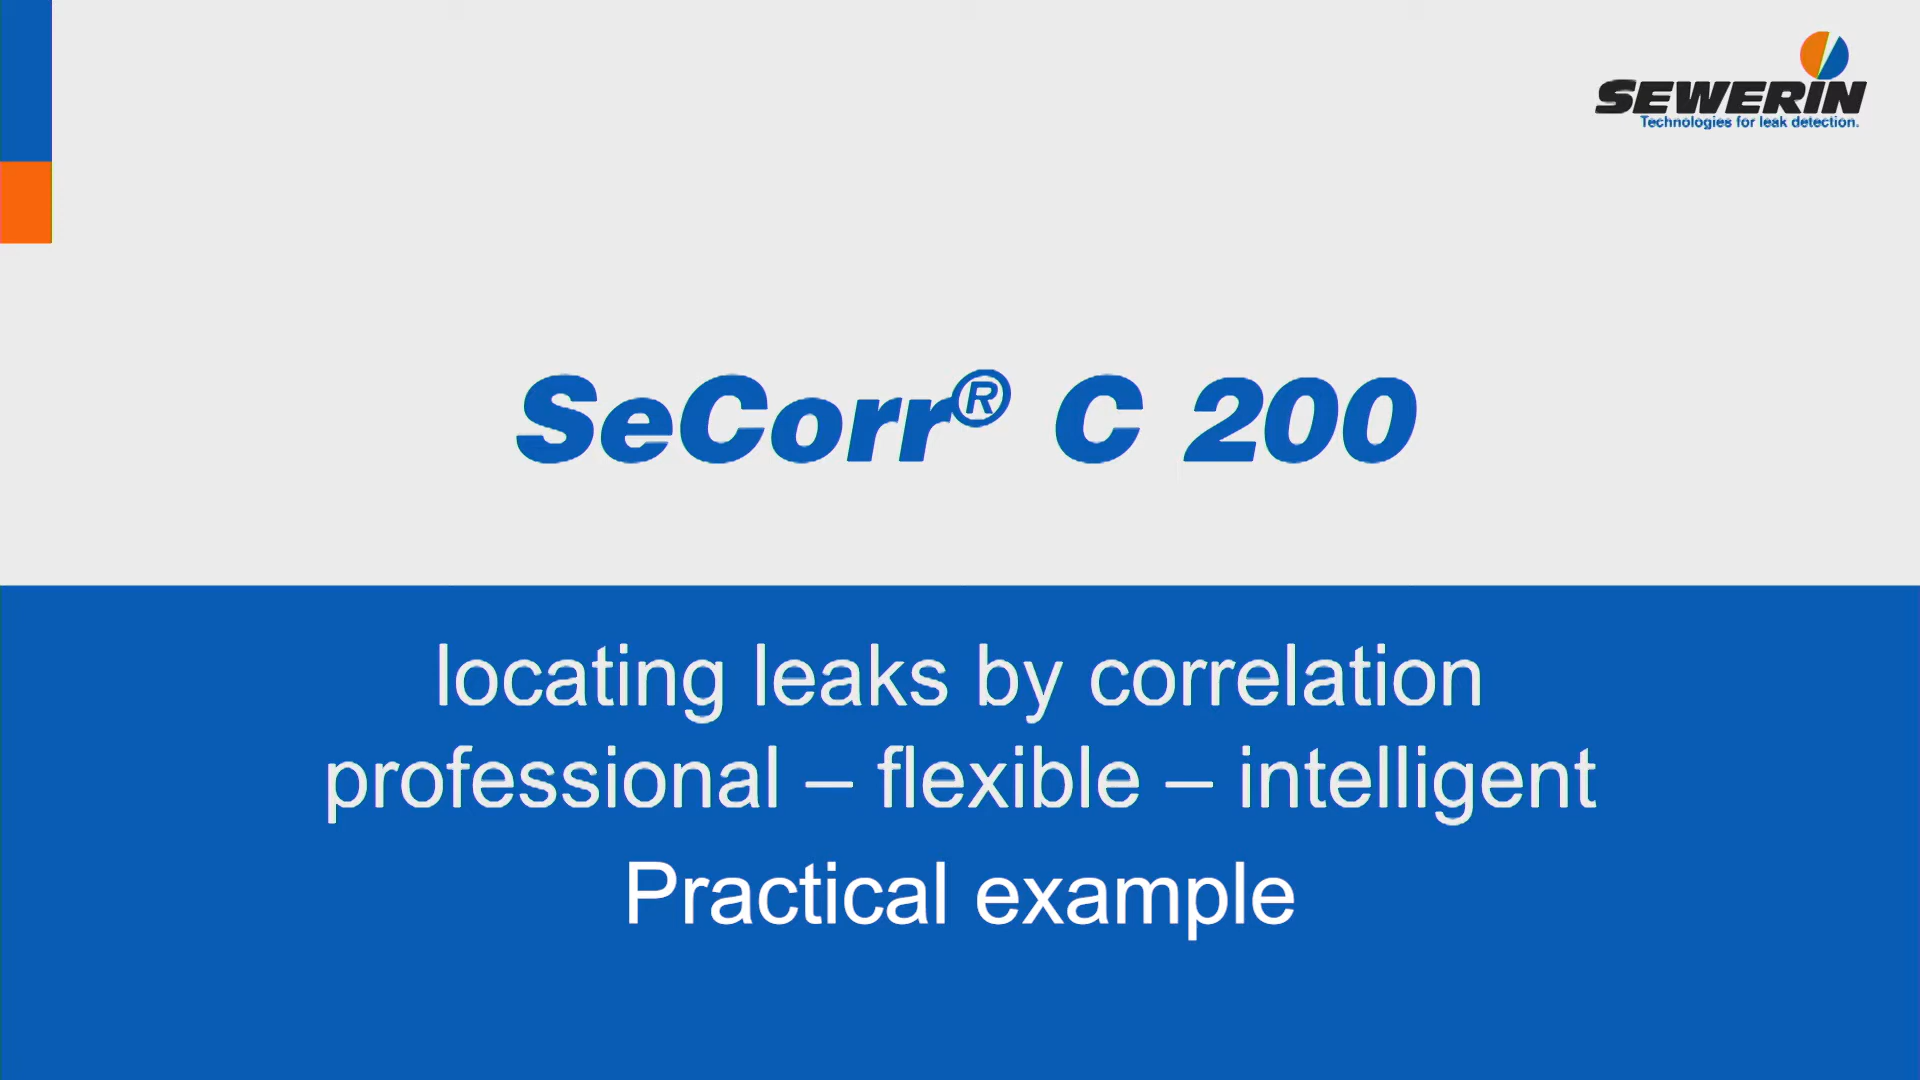 SEWERIN
Technologies for leak detection.
SeCorr® C 200
locating leaks by correlation
professional – flexible – intelligent
Practical example